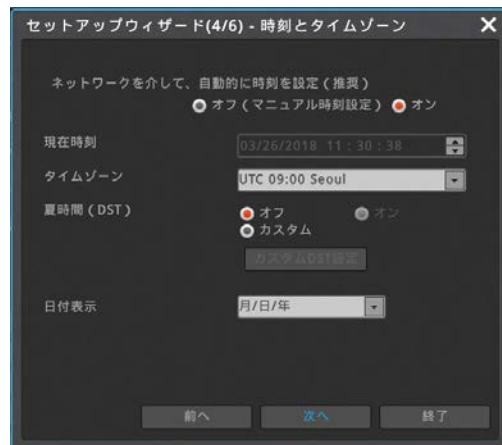 セットアップウィザード(4/6) - 時刻とタイムゾーン
ネットワークを介して、自動的に時刻を設定(推奨)
オフ(マニュアル時刻設定) オン
現在時刻 03/26/2018 11 : 30 : 38
タイムゾーン UTC 09:00 Seoul
夏時間(DST) オフ オン
カスタム
カスタムDST設定
日付表示 月/日/年
前へ 次へ 終了